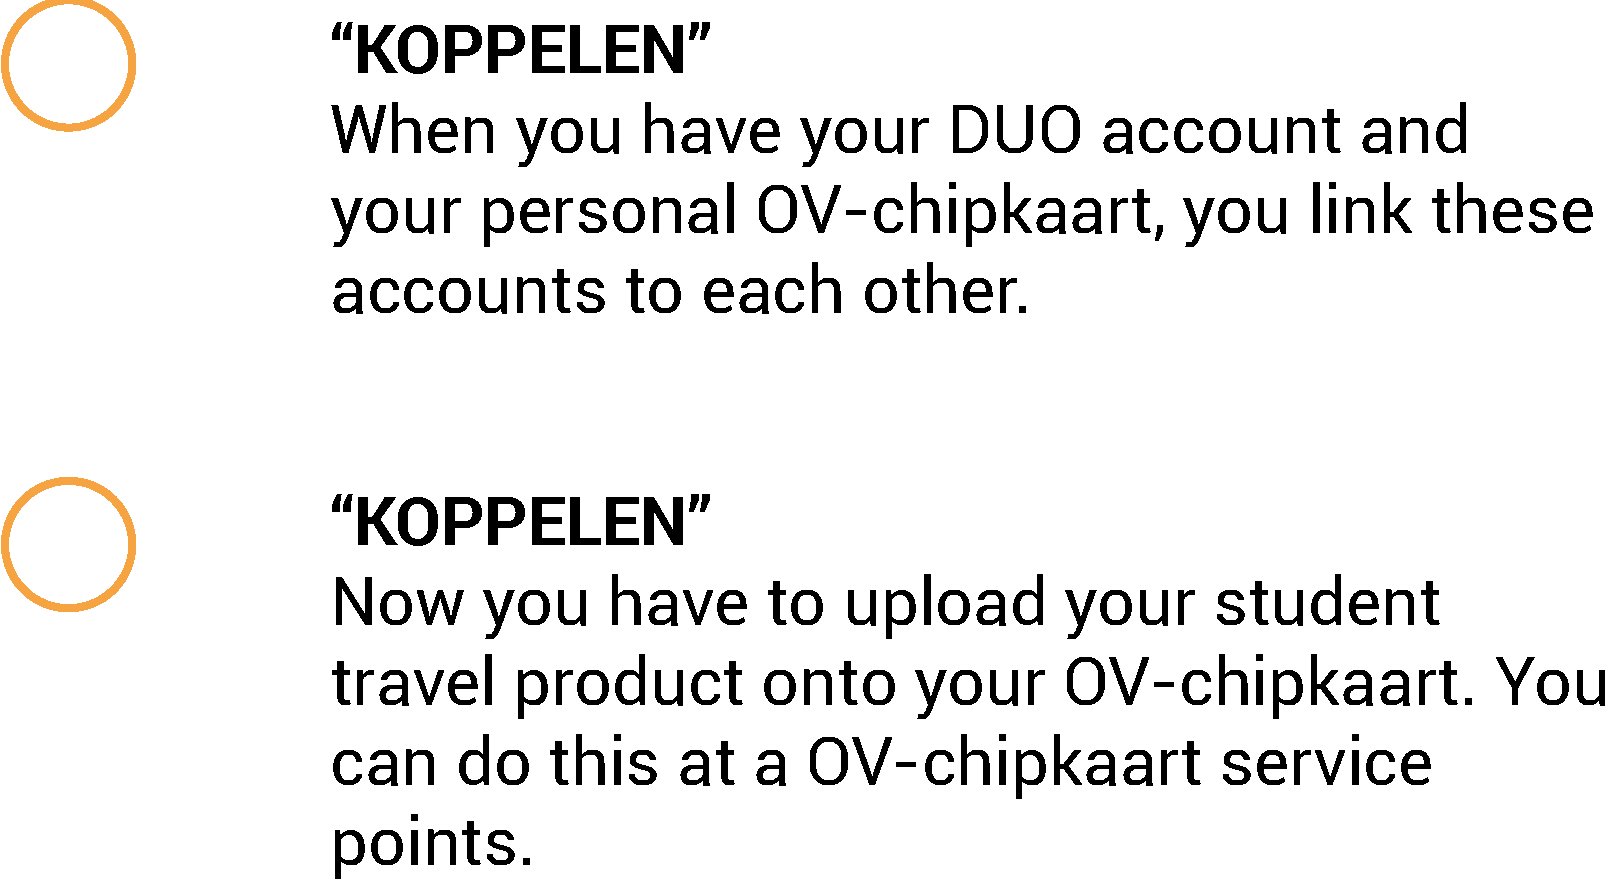 “KOPPELEN”
When you have your DUO account and
your personal OV-chipkaart, you link these
accounts to each other.
“KOPPELEN”
Now you have to upload your student
travel product onto your OV-chipkaart. You
can do this at a OV-chipkaart service
points.